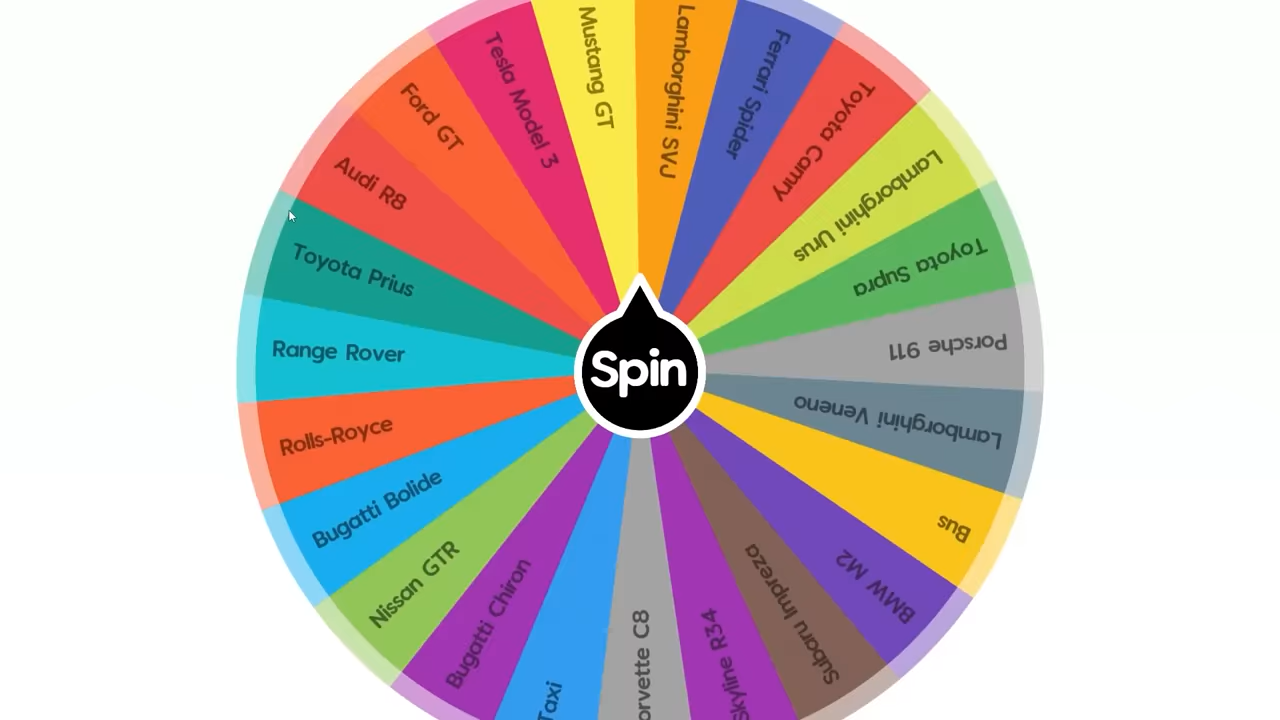 Mustang GT
Lamborghini SVJ
Ferrari Spider
Toyota Camry
Lamborghini Urus
Toyota Supra
Porsche 911
Lamborghini Veneno
Bus
BMW M2
Subaru Impreza
Skyline R34
orvette C8
Taxi
Bugatti Chiron
Nissan GTR
Bugatti Bolide
Rolls-Royce
Range Rover
Toyota Prius
Audi R8
Ford GT
Tesla Model 3
Spin